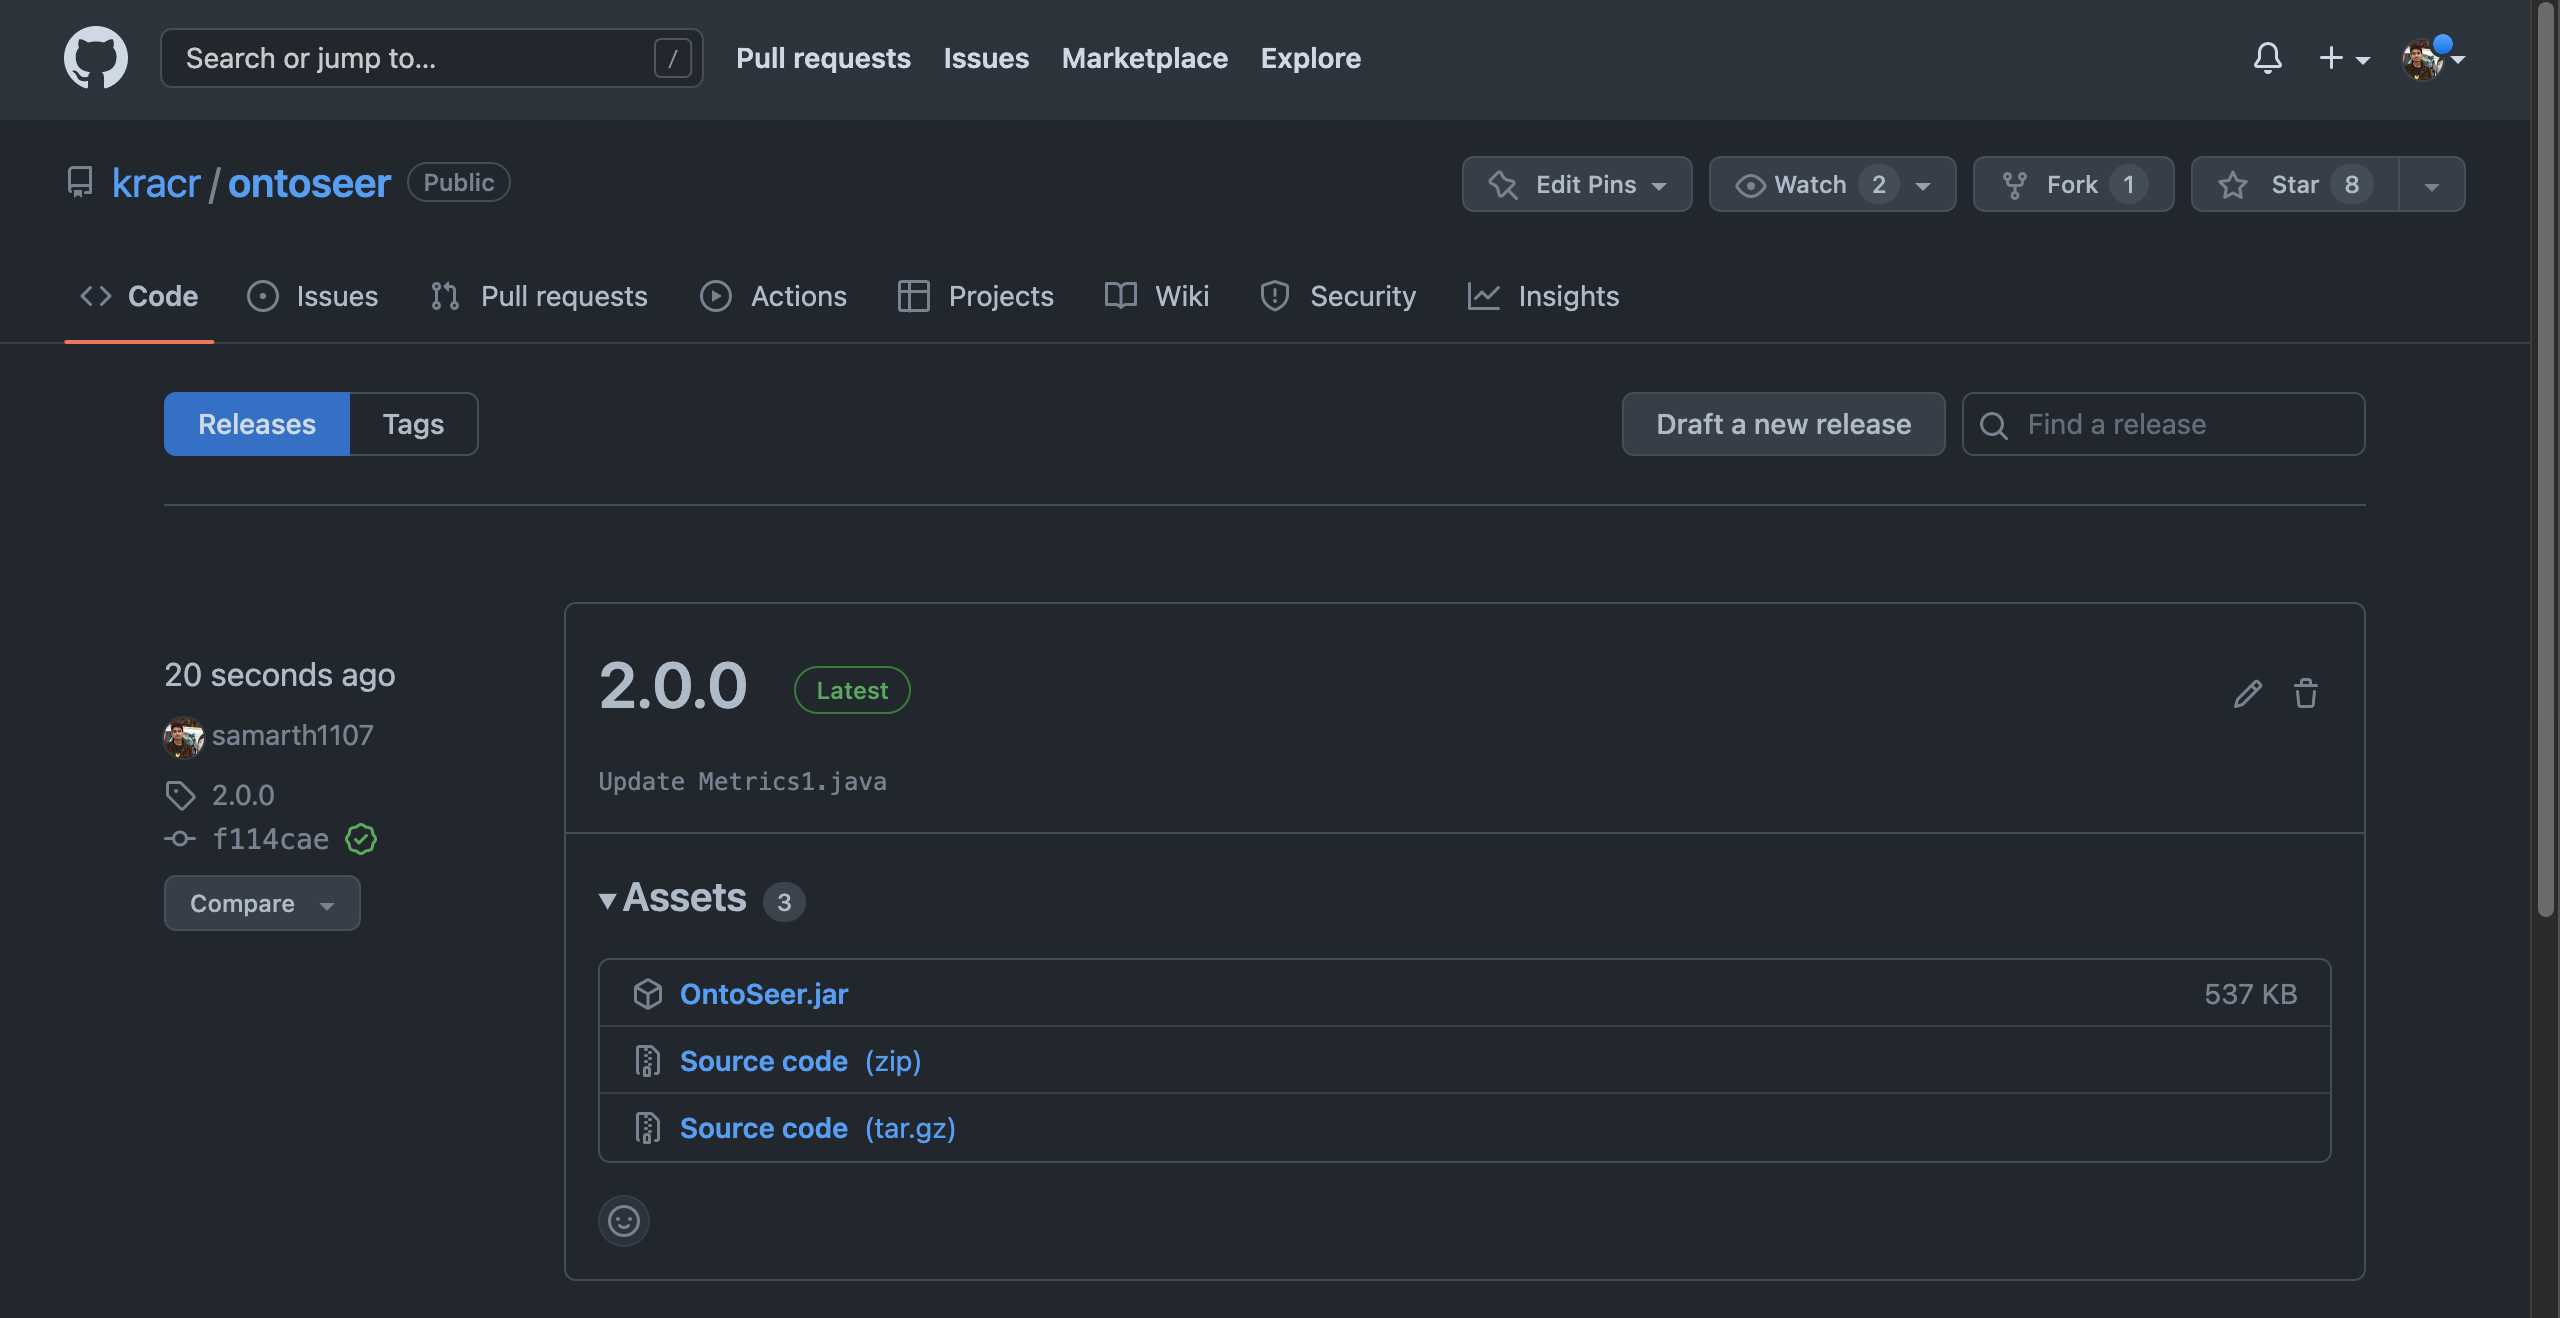 Search or jump to... /
Pull requests Issues Marketplace Explore
kracr / ontoseer Public
Edit Pins Watch 2 Fork 1 Star 8
Code Issues Pull requests Actions Projects Wiki Security Insights
Releases Tags Draft a new release Find a release
20 seconds ago
samarth1107
2.0.0
f114cae
Compare
2.0.0 Latest
Update Metrics1.java
Assets 3
OntoSeer.jar 537 KB
Source code (zip)
Source code (tar.gz)